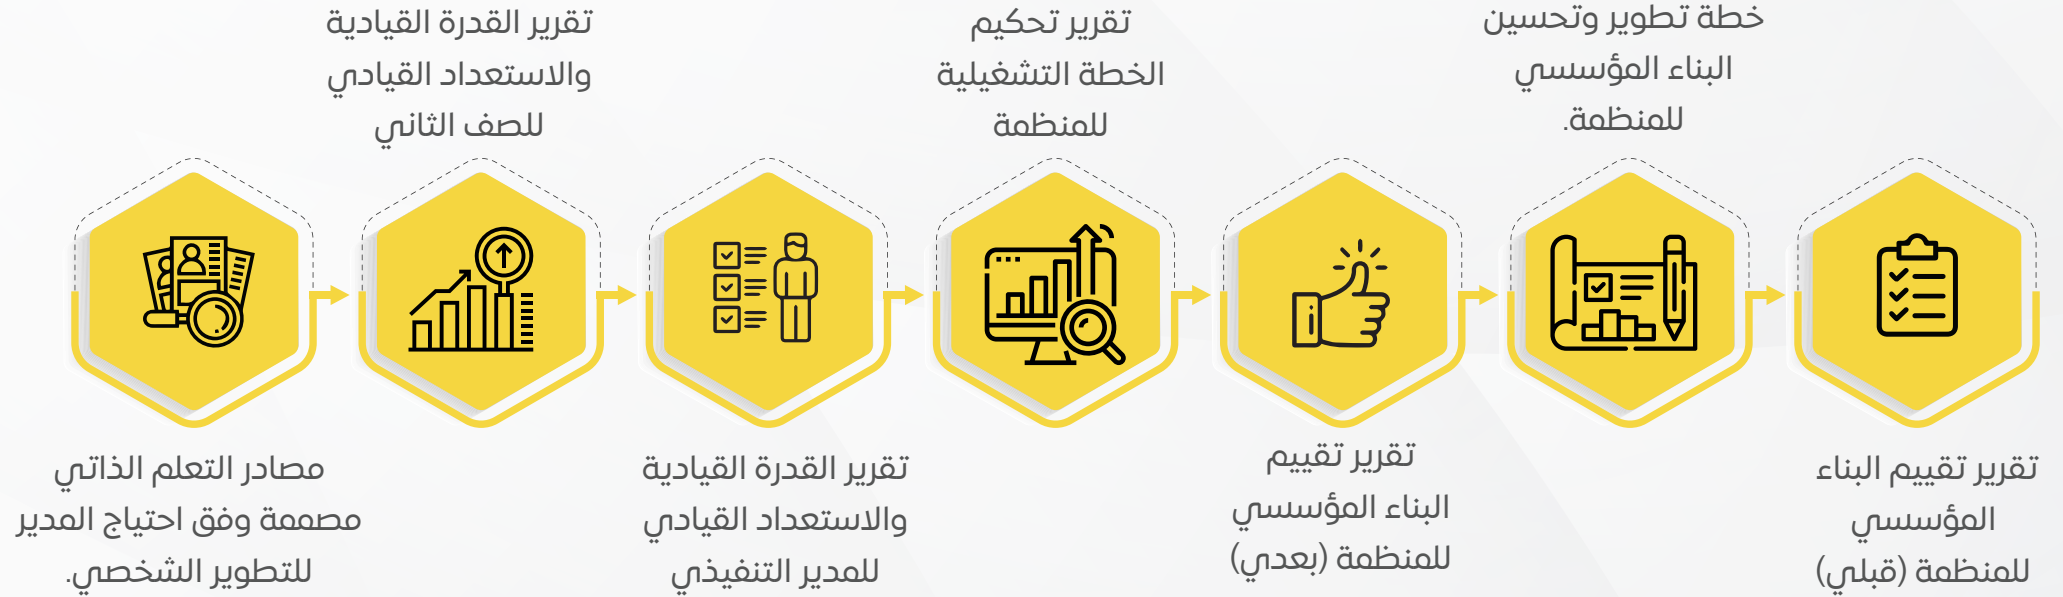 تقرير تقييم البناء
المؤسسي
للمنظمة (قبلي)
خطة تطوير وتحسين
البناء المؤسسي
للمنظمة.
تقرير تقييم
البناء المؤسسي
للمنظمة (بعدي)
تقرير تحكيم
الخطة التشغيلية
للمنظمة
تقرير القدرة القيادية
والاستعداد القيادي
للمدير التنفيذي
تقرير القدرة القيادية
والاستعداد القيادي
للصف الثاني
مصادر التعلم الذاتي
مصممة وفق احتياج المدير
للتطوير الشخصي.